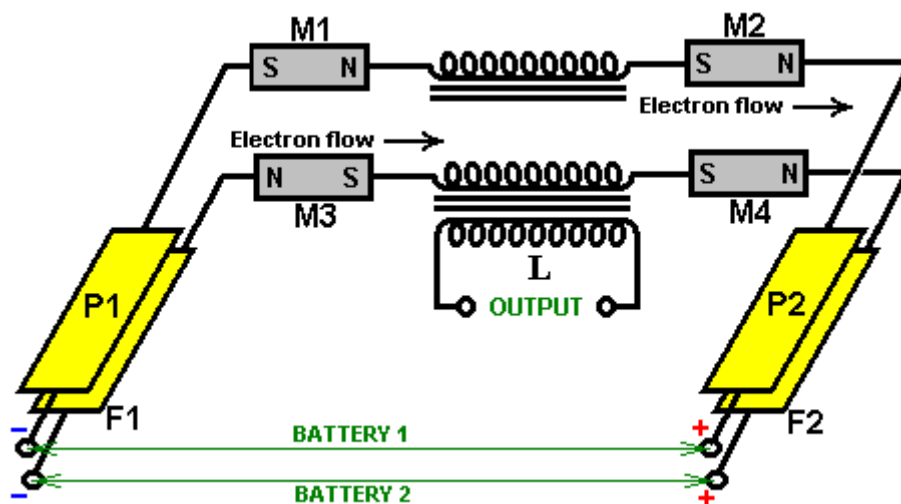 M1 M2
S N S N
Electron flow
Electron flow
N S S N
M3 M4
L
OUTPUT
P1 P2
F1 F2
− BATTERY 1 +
− BATTERY 2 +